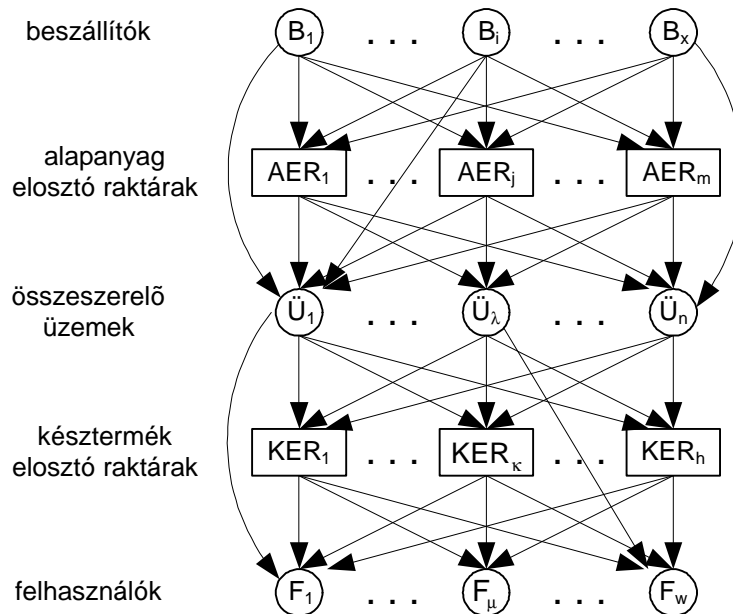 beszállítók B1 . . . Bi . . . Bx
alapanyag
elosztó raktárak AER1 . . . AERj . . . AERm
összeszerelõ
üzemek Ü1 . . . Üλ . . . Ün
késztermék
elosztó raktárak KER1 . . . KERκ . . . KERh
felhasználók F1 . . . Fμ . . . Fw